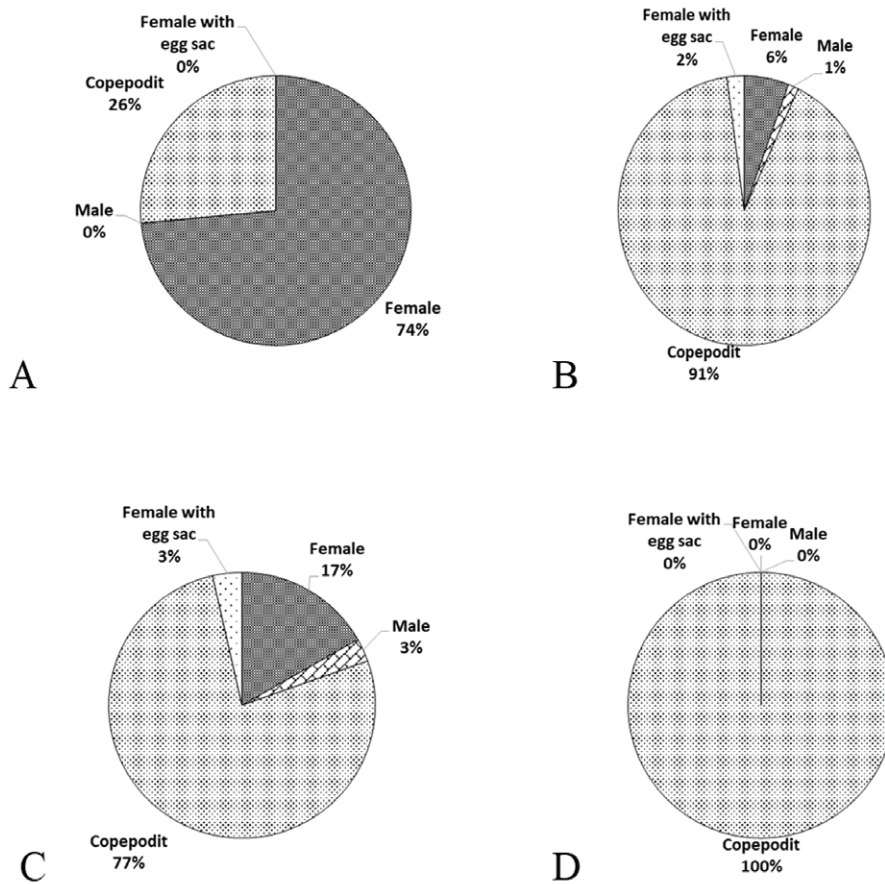 Female with
egg sac
0%
Copepodit
26%
Male
0%
Female
74%
A
Female with
egg sac
2%
Female
6%
Male
1%
Copepodit
91%
B
Female with
egg sac
3%
Female
17%
Male
3%
Copepodit
77%
C
Female with
egg sac
0%
Female
0%
Male
0%
Copepodit
100%
D